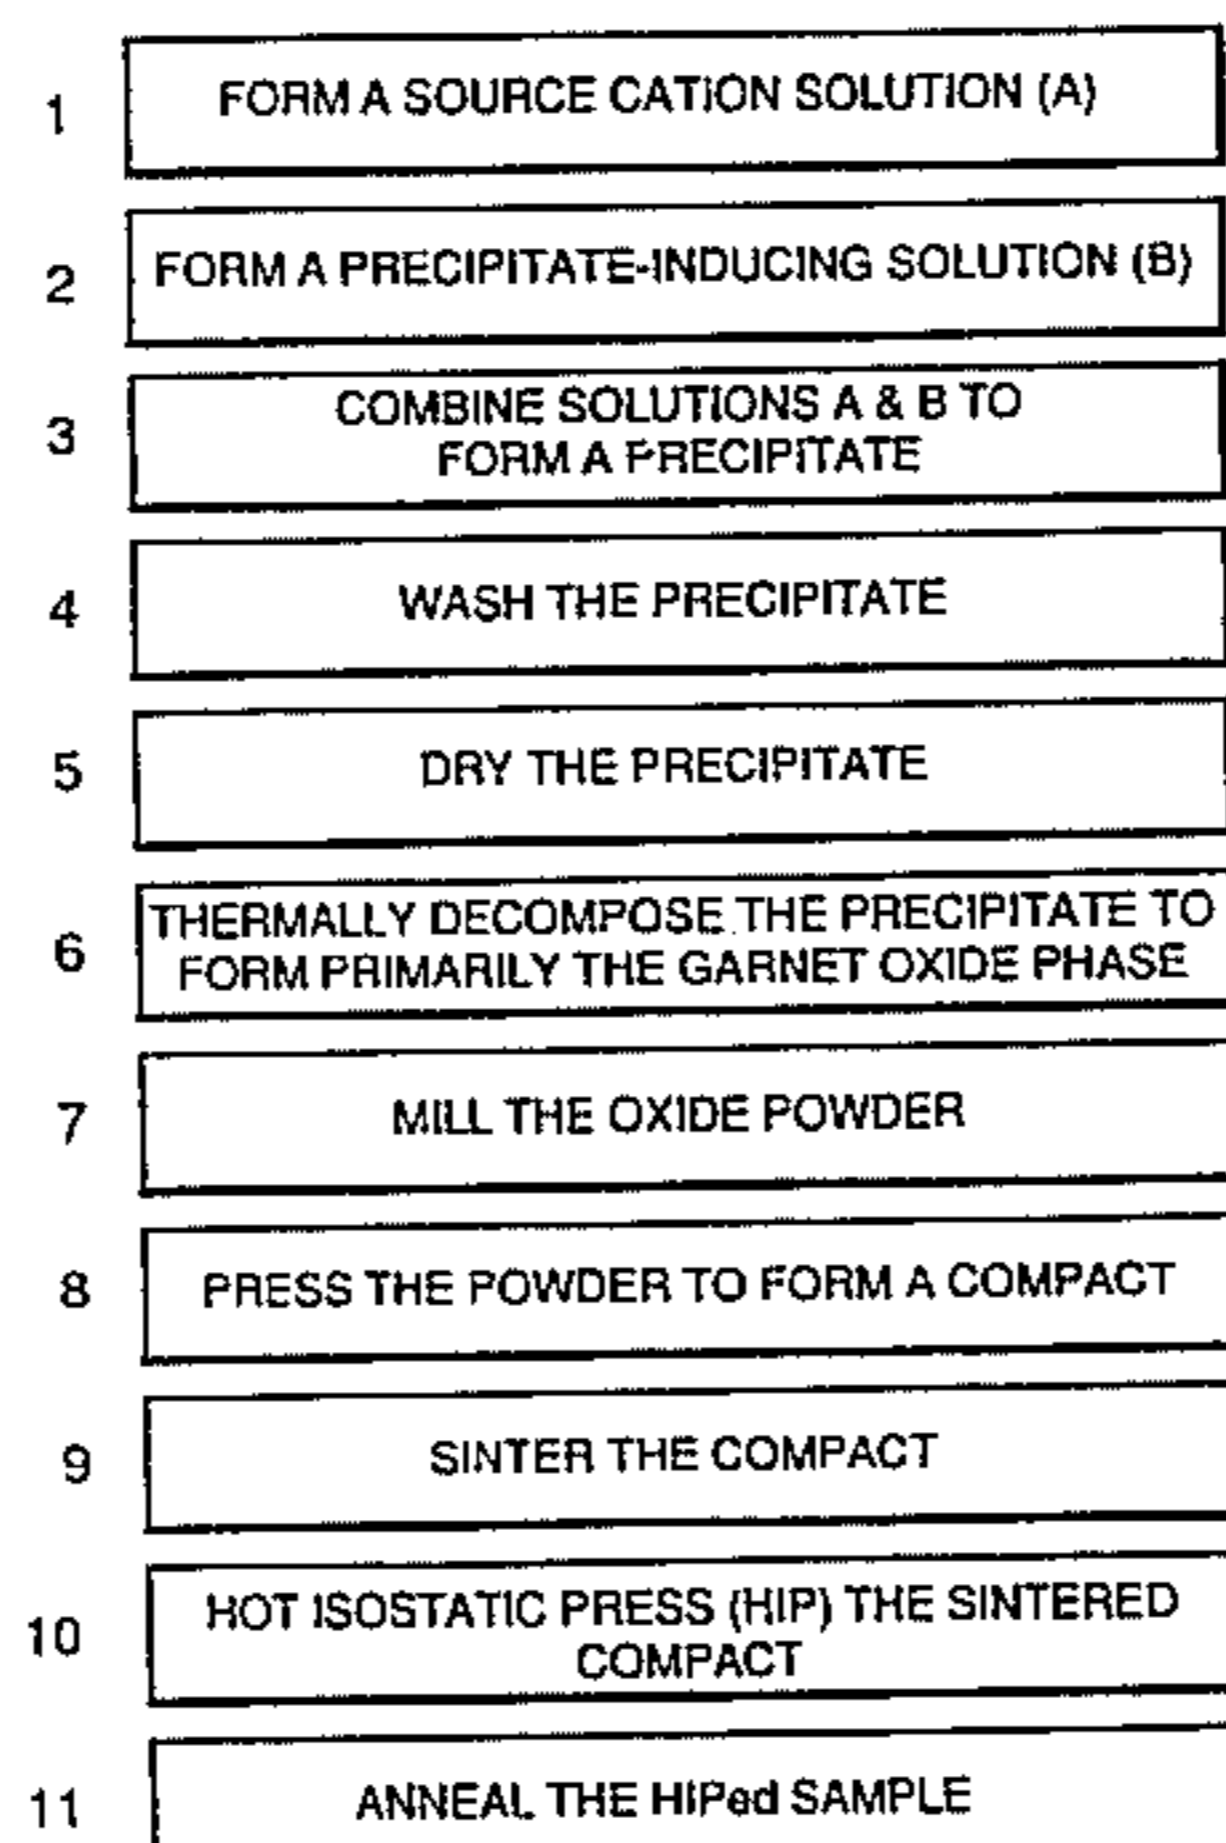 1 FORM A SOURCE CATION SOLUTION (A)
2 FORM A PRECIPITATE-INDUCING SOLUTION (B)
3 COMBINE SOLUTIONS A & B TO
FORM A PRECIPITATE
4 WASH THE PRECIPITATE
5 DRY THE PRECIPITATE
6 THERMALLY DECOMPOSE THE PRECIPITATE TO
FORM PRIMARILY THE GARNET OXIDE PHASE
7 MILL THE OXIDE POWDER
8 PRESS THE POWDER TO FORM A COMPACT
9 SINTER THE COMPACT
10 HOT ISOSTATIC PRESS (HIP) THE SINTERED
COMPACT
11 ANNEAL THE HIPed SAMPLE